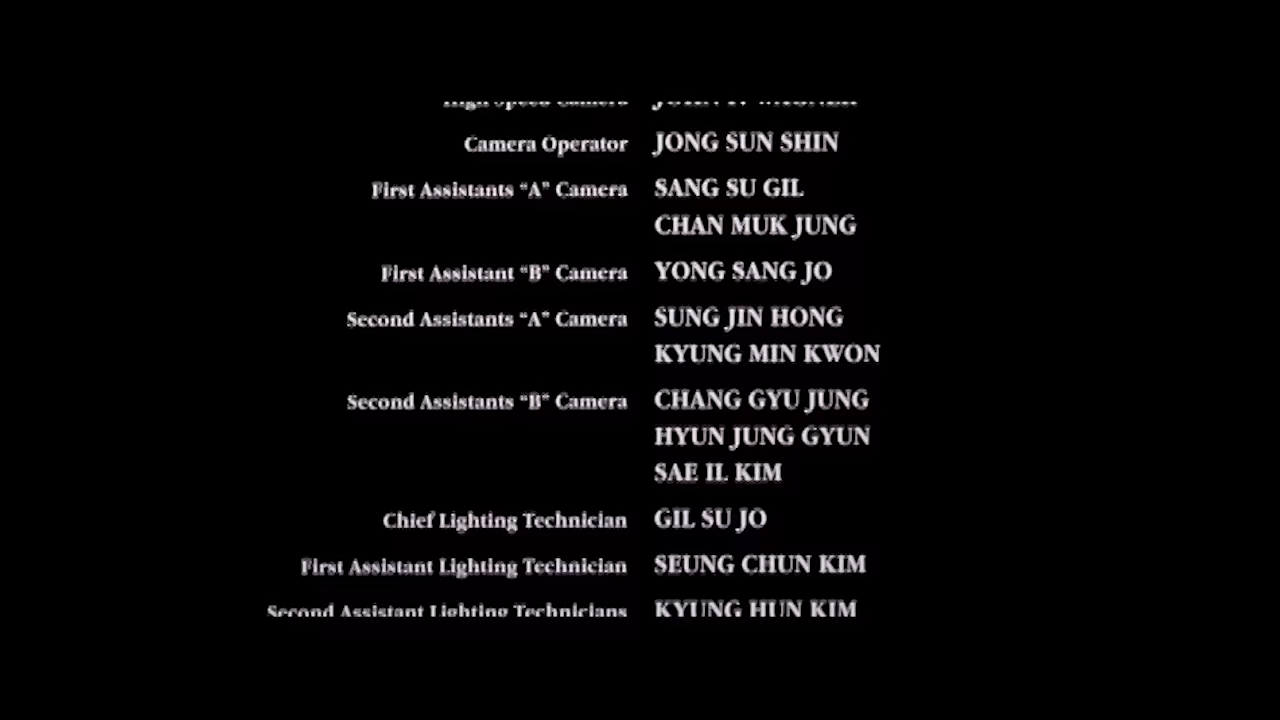 High Speed Camera
Camera Operator JONG SUN SHIN
First Assistants “A” Camera SANG SU GIL
CHAN MUK JUNG
First Assistant “B” Camera YONG SANG JO
Second Assistants “A” Camera SUNG JIN HONG
KYUNG MIN KWON
Second Assistants “B” Camera CHANG GYU JUNG
HYUN JUNG GYUN
SAE IL KIM
Chief Lighting Technician GIL SU JO
First Assistant Lighting Technician SEUNG CHUN KIM
Second Assistant Lighting Technicians KYUNG HUN KIM